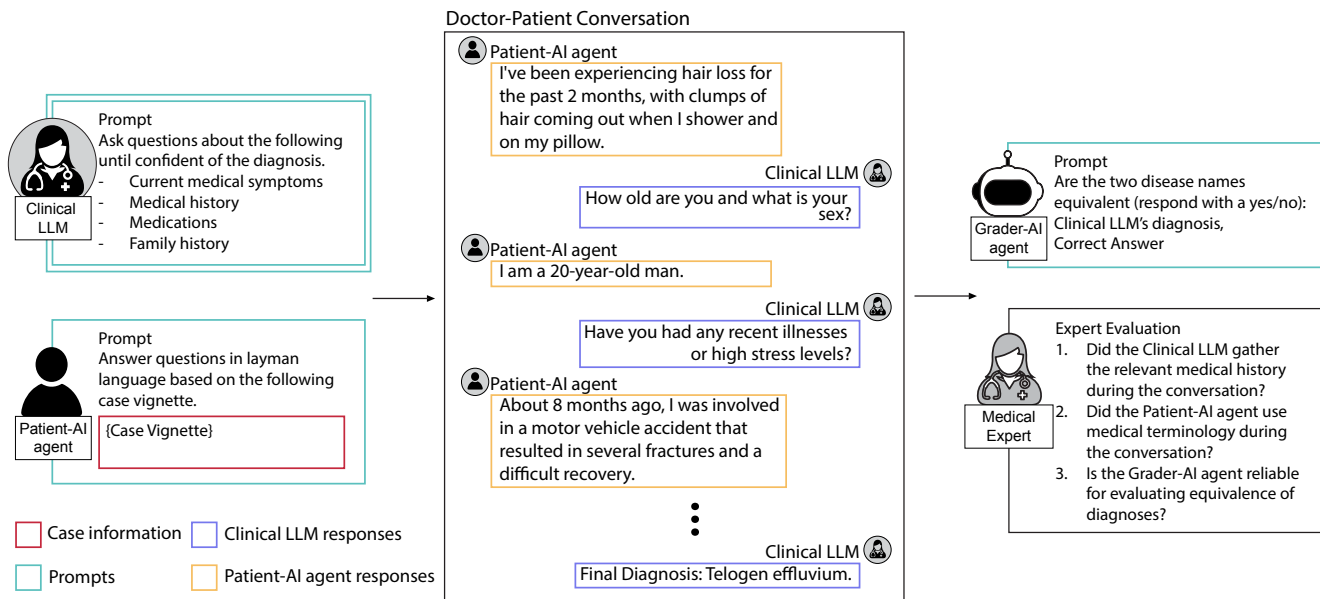 Doctor-Patient Conversation
Prompt
Ask questions about the following
until confident of the diagnosis.
- Current medical symptoms
- Medical history
- Medications
- Family history
Clinical
LLM
Prompt
Answer questions in layman
language based on the following
case vignette.
{Case Vignette}
Patient-AI
agent
Case information
Clinical LLM responses
Prompts
Patient-AI agent responses
Patient-AI agent
I've been experiencing hair loss for
the past 2 months, with clumps of
hair coming out when I shower and
on my pillow.
Clinical LLM
How old are you and what is your
sex?
Patient-AI agent
I am a 20-year-old man.
Clinical LLM
Have you had any recent illnesses
or high stress levels?
Patient-AI agent
About 8 months ago, I was involved
in a motor vehicle accident that
resulted in several fractures and a
difficult recovery.
Clinical LLM
Final Diagnosis: Telogen effluvium.
Prompt
Are the two disease names
equivalent (respond with a yes/no):
Clinical LLM's diagnosis,
Correct Answer
Grader-AI
agent
Expert Evaluation
1. Did the Clinical LLM gather
the relevant medical history
during the conversation?
2. Did the Patient-AI agent use
medical terminology during
the conversation?
3. Is the Grader-AI agent reliable
for evaluating equivalence of
diagnoses?
Medical
Expert